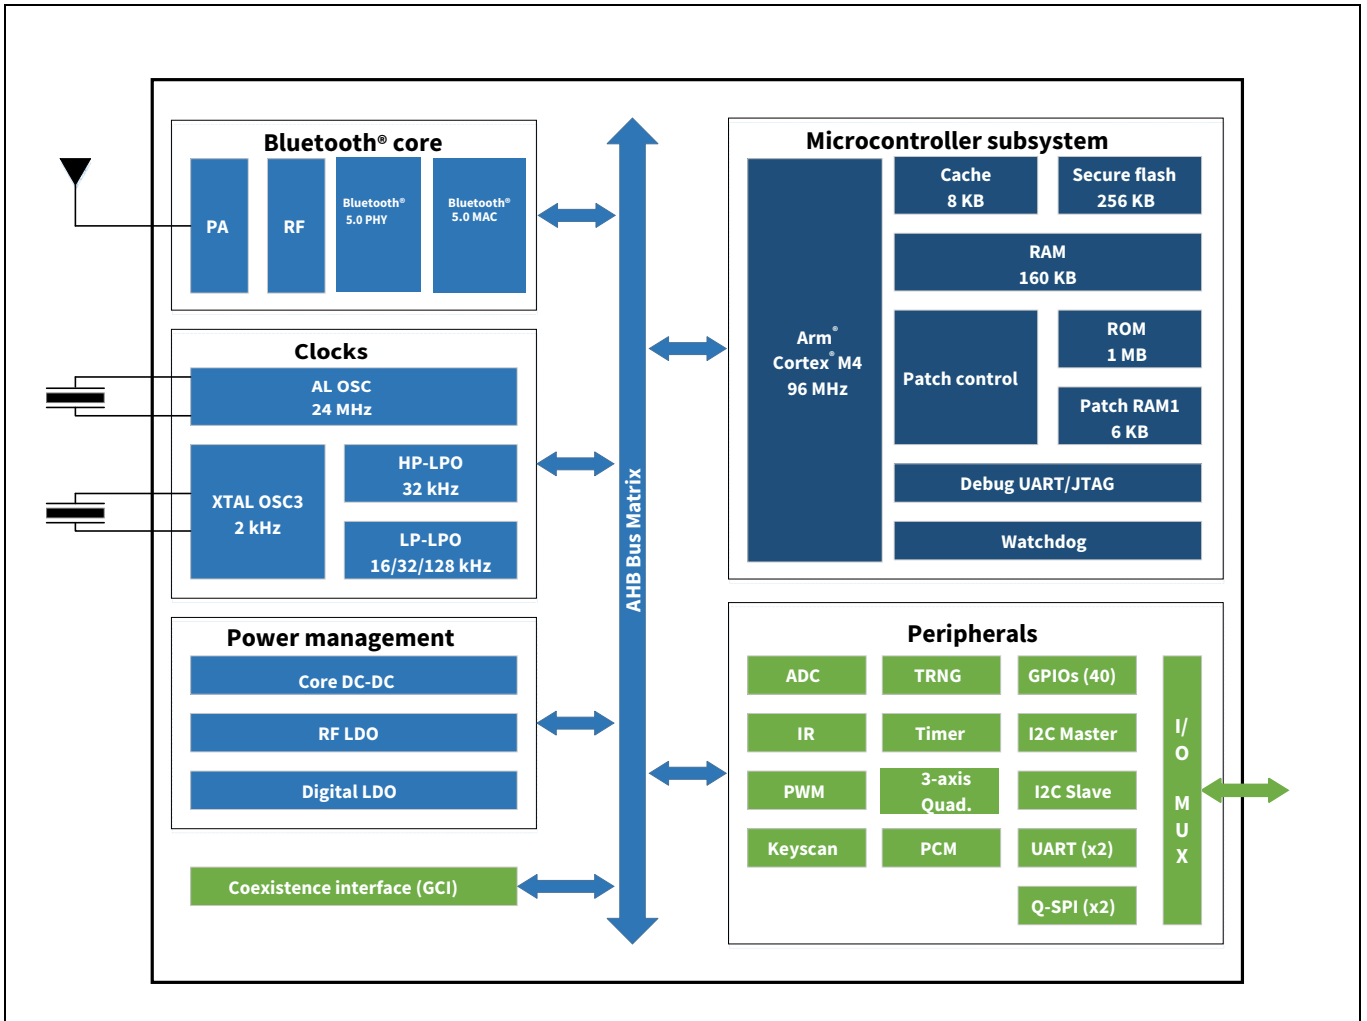 Bluetooth® core
PA
RF
Bluetooth®
5.0 PHY
Bluetooth®
5.0 MAC
Clocks
AL OSC
24 MHz
XTAL OSC3
2 kHz
HP-LPO
32 kHz
LP-LPO
16/32/128 kHz
Power management
Core DC-DC
RF LDO
Digital LDO
Coexistence interface (GCI)
AHB Bus Matrix
Microcontroller subsystem
Arm®
Cortex® M4
96 MHz
Cache
8 KB
Secure flash
256 KB
RAM
160 KB
Patch control
ROM
1 MB
Patch RAM1
6 KB
Debug UART/JTAG
Watchdog
Peripherals
ADC
TRNG
GPIOs (40)
IR
Timer
I2C Master
PWM
3-axis
Quad.
I2C Slave
Keyscan
PCM
UART (x2)
Q-SPI (x2)
I/
O
M
U
X